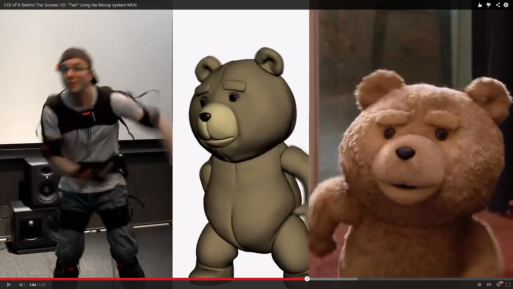 CGI VFX Behind The Scenes HD: "Ted" Using the Mocap system MVN